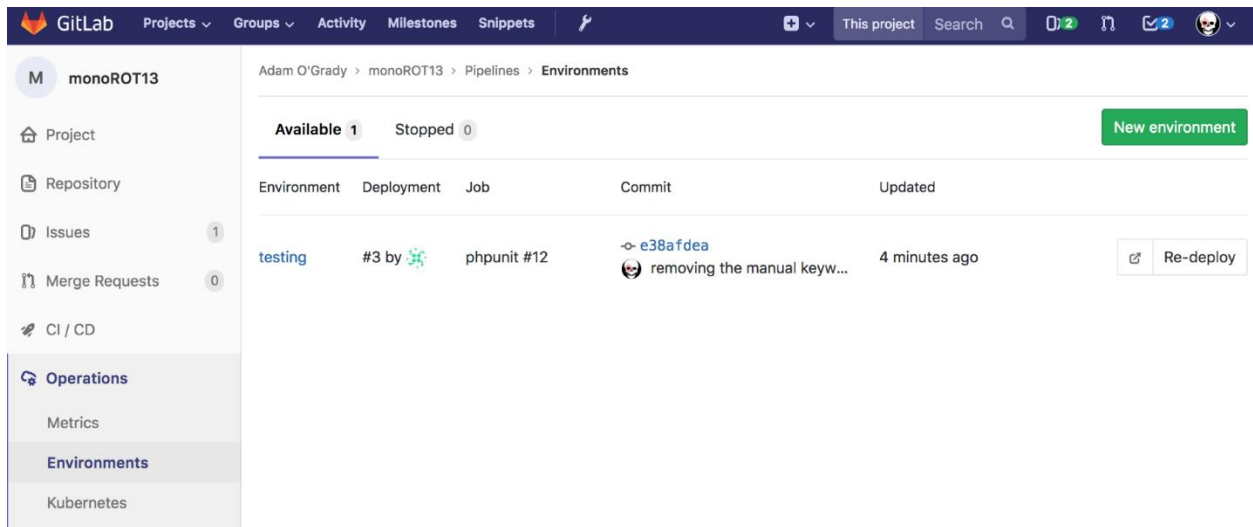 GitLab Projects Groups Activity Milestones Snippets This project Search 2 2
M monoROT13
Adam O'Grady > monoROT13 > Pipelines > Environments
Project
Repository
Issues 1
Merge Requests 0
CI / CD
Operations
Metrics
Environments
Kubernetes
Available 1 Stopped 0 New environment
Environment Deployment Job Commit Updated
testing #3 by phpunit #12 e38afdea 4 minutes ago Re-deploy
removing the manual keyw...